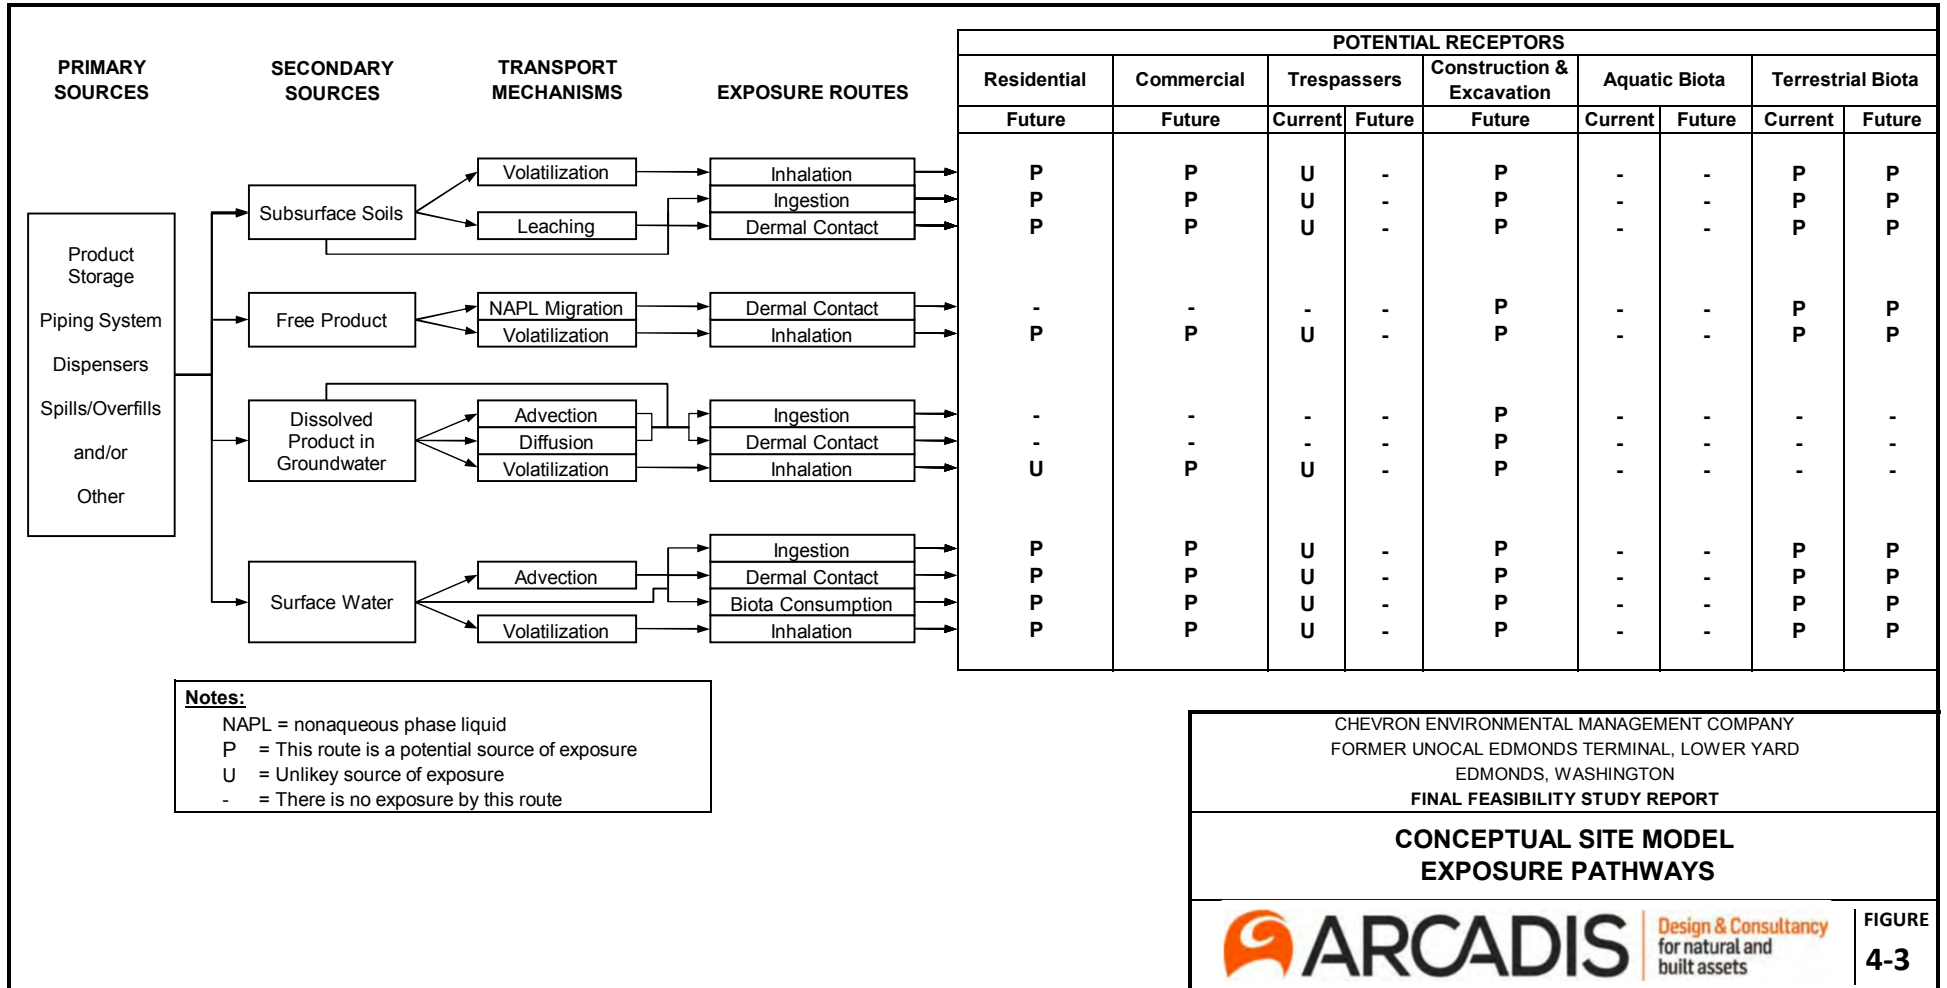 POTENTIAL RECEPTORS
PRIMARY SOURCES
SECONDARY SOURCES
TRANSPORT MECHANISMS
EXPOSURE ROUTES
Residential Commercial Trespassers Construction & Excavation Aquatic Biota Terrestrial Biota
Future Future Current Future Future Current Future Current Future
Product Storage
Piping System
Dispensers
Spills/Overfills
and/or
Other
Subsurface Soils
Volatilization
Leaching
Inhalation P P U - P - - P P
Ingestion P P U - P - - P P
Dermal Contact P P U - P - - P P
Free Product
NAPL Migration Dermal Contact - - - - P - - P P
Volatilization Inhalation P P U - P - - P P
Dissolved Product in Groundwater
Advection Ingestion - - - - P - - - -
Diffusion Dermal Contact - - - - P - - - -
Volatilization Inhalation U P U - P - - - -
Surface Water
Ingestion P P U - P - - P P
Advection Dermal Contact P P U - P - - P P
Biota Consumption P P U - P - - P P
Volatilization Inhalation P P U - P - - P P
Notes:
NAPL = nonaqueous phase liquid
P = This route is a potential source of exposure
U = Unlikey source of exposure
- = There is no exposure by this route
CHEVRON ENVIRONMENTAL MANAGEMENT COMPANY
FORMER UNOCAL EDMONDS TERMINAL, LOWER YARD
EDMONDS, WASHINGTON
FINAL FEASIBILITY STUDY REPORT
CONCEPTUAL SITE MODEL
EXPOSURE PATHWAYS
ARCADIS
Design & Consultancy
for natural and
built assets
FIGURE
4-3